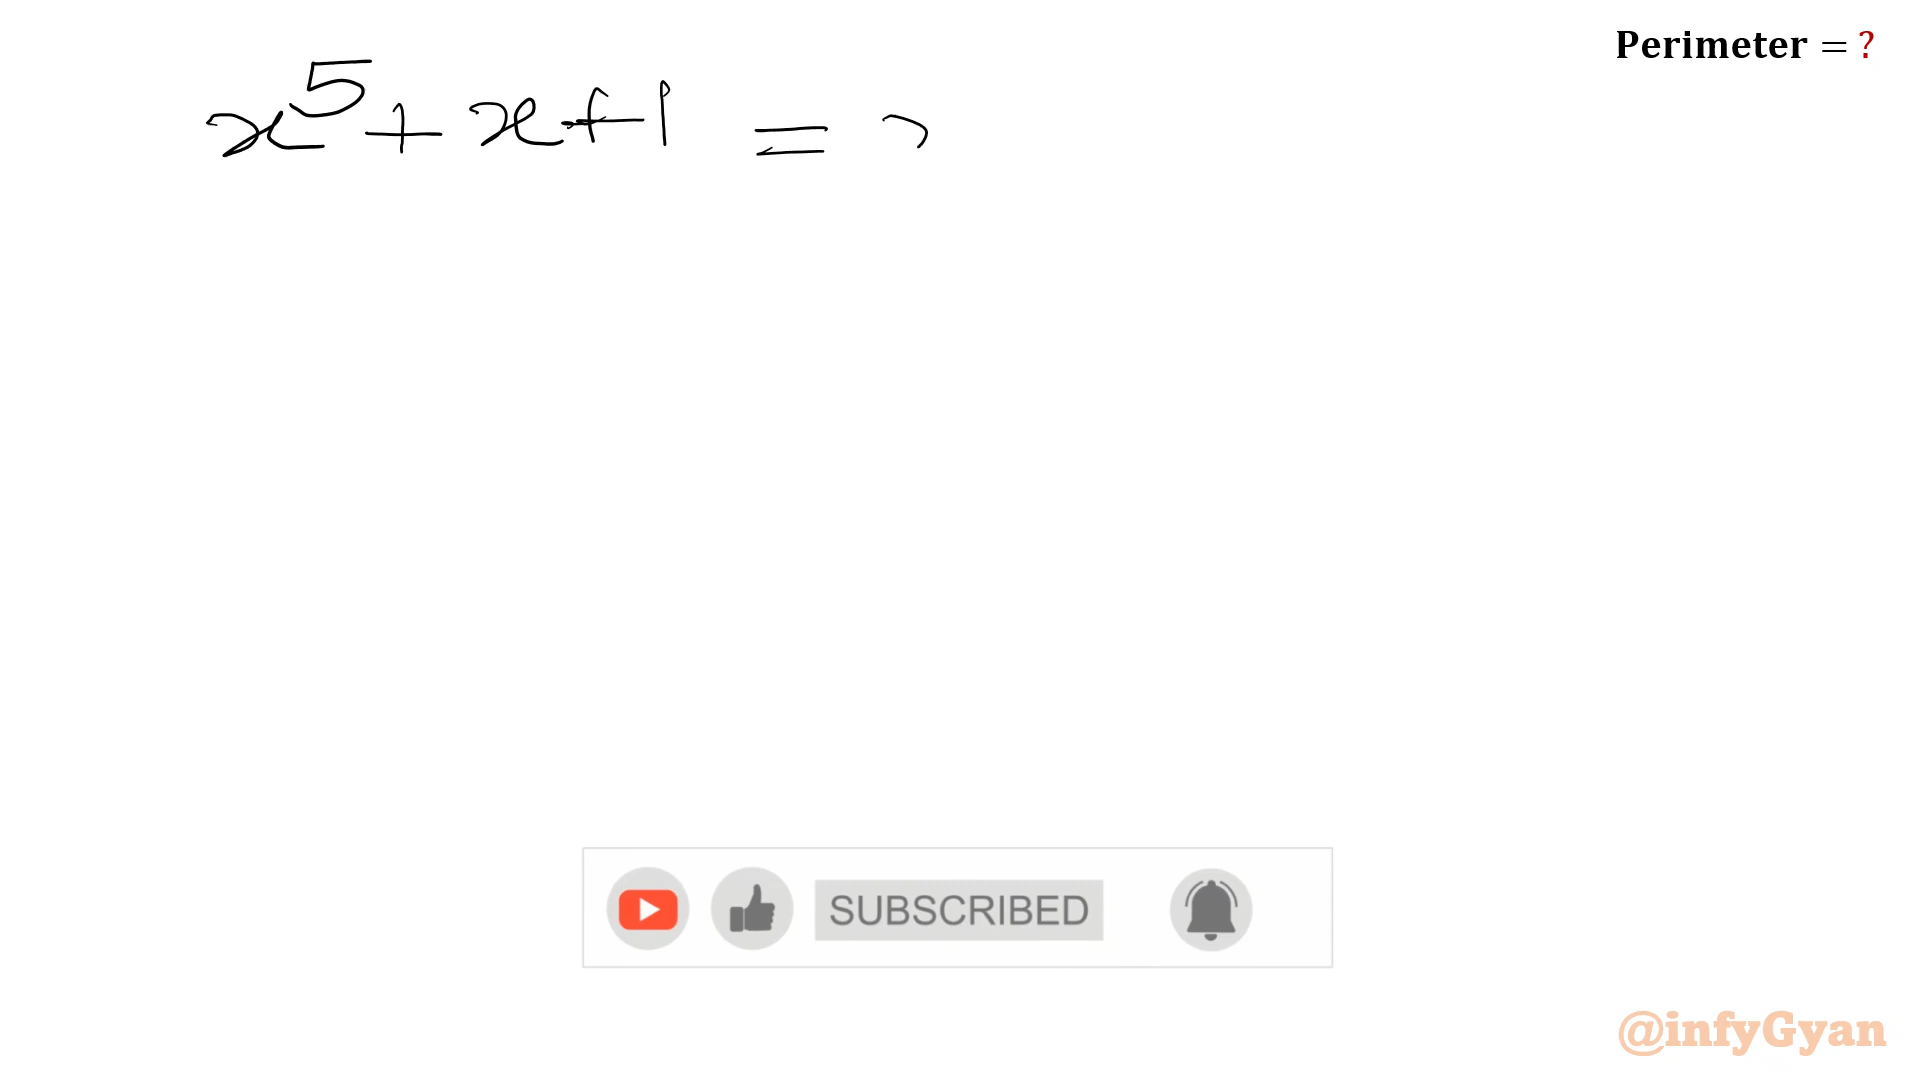 Perimeter = ?
x⁵ + x + 1 =
SUBSCRIBED
@infyGyan